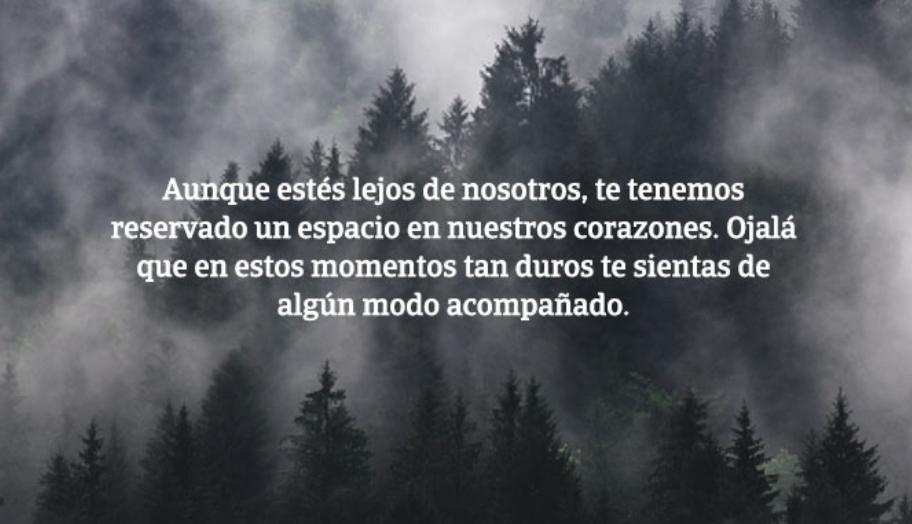 Aunque estés lejos de nosotros, te tenemos
reservado un espacio en nuestros corazones. Ojalá
que en estos momentos tan duros te sientas de
algún modo acompañado.